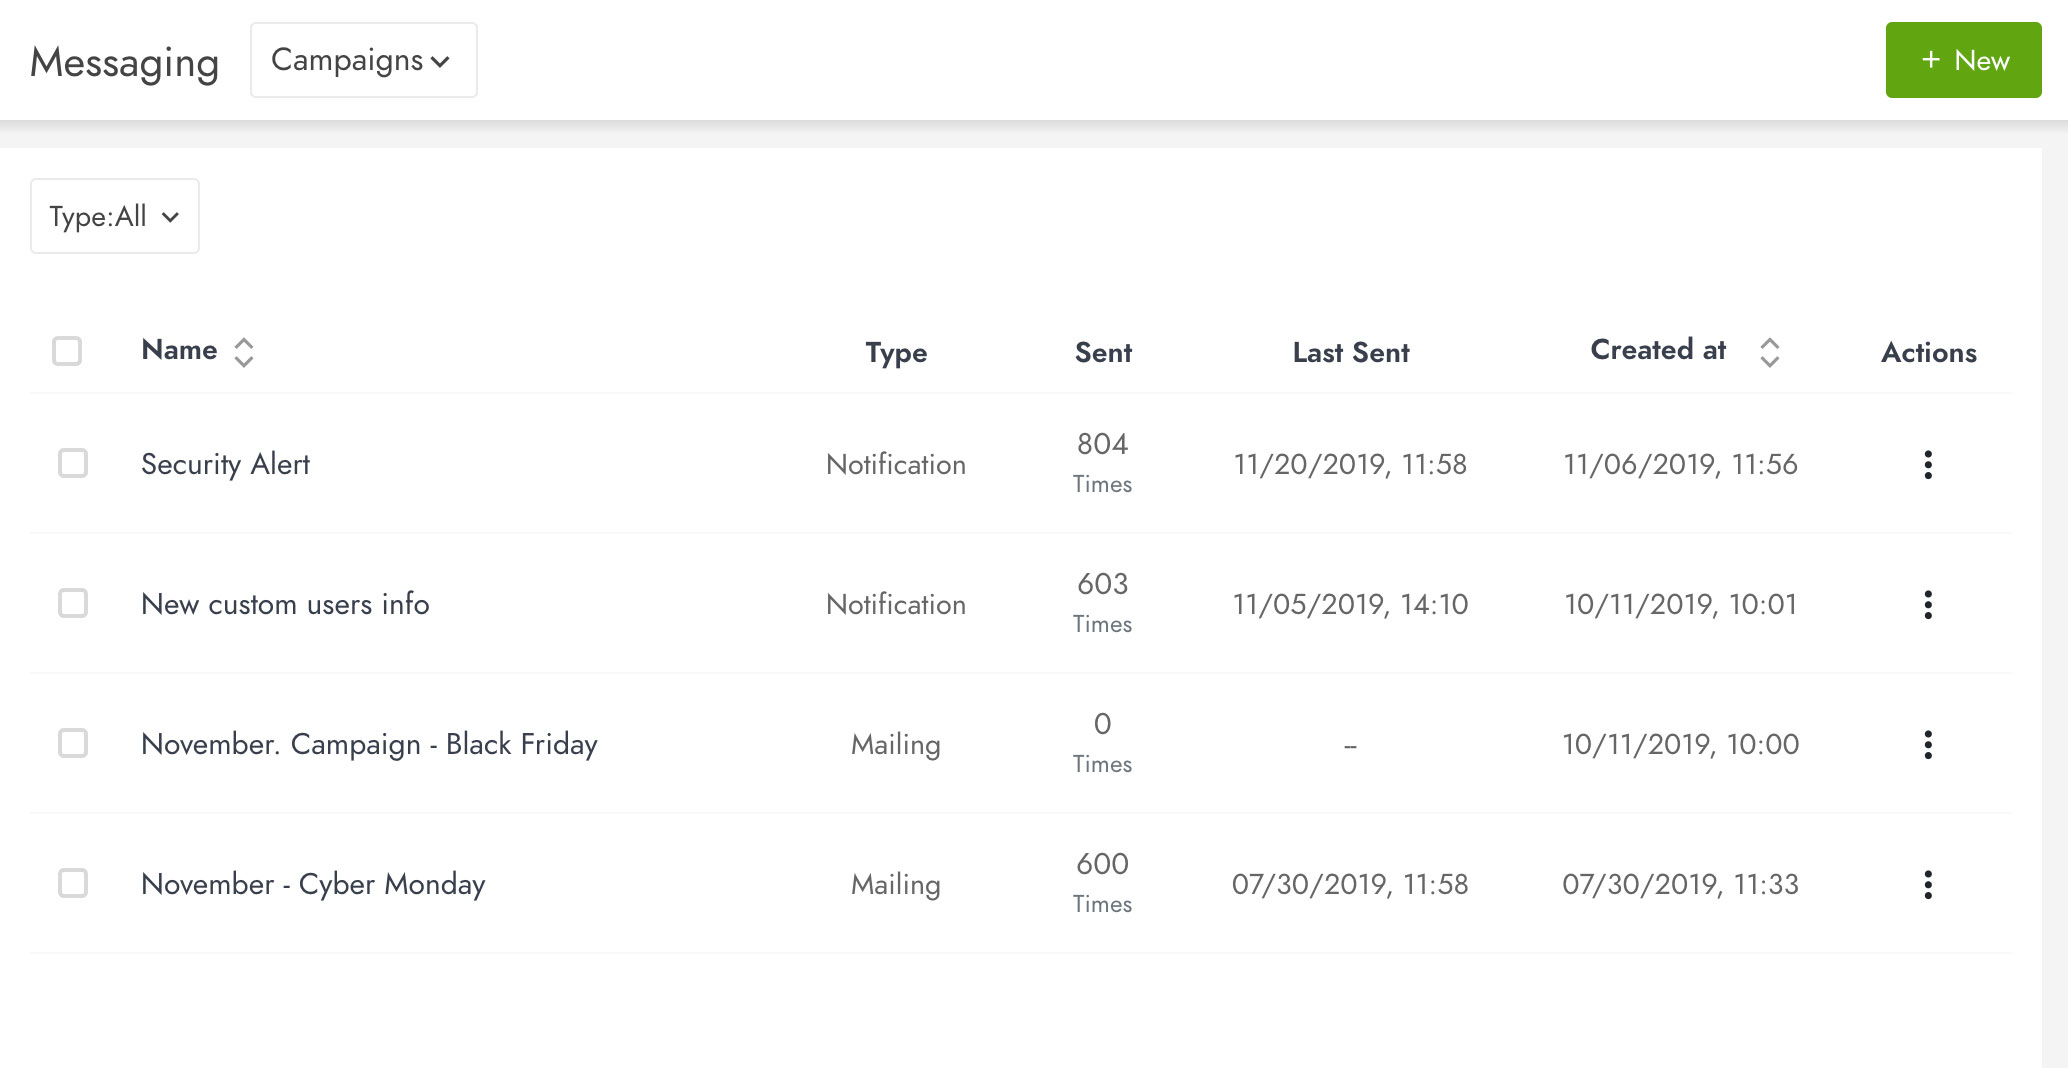 Messaging Campaigns + New
Type:All
Name Type Sent Last Sent Created at Actions
Security Alert Notification 804 Times 11/20/2019, 11:58 11/06/2019, 11:56
New custom users info Notification 603 Times 11/05/2019, 14:10 10/11/2019, 10:01
November. Campaign - Black Friday Mailing 0 Times – 10/11/2019, 10:00
November - Cyber Monday Mailing 600 Times 07/30/2019, 11:58 07/30/2019, 11:33